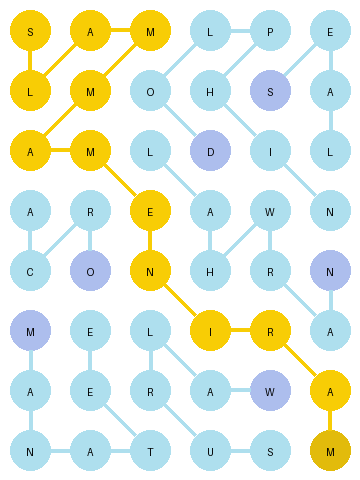 S A M L P E
L M O H S A
A M L D I L
A R E A W N
C O N H R N
M E L I R A
A E R A W A
N A T U S M